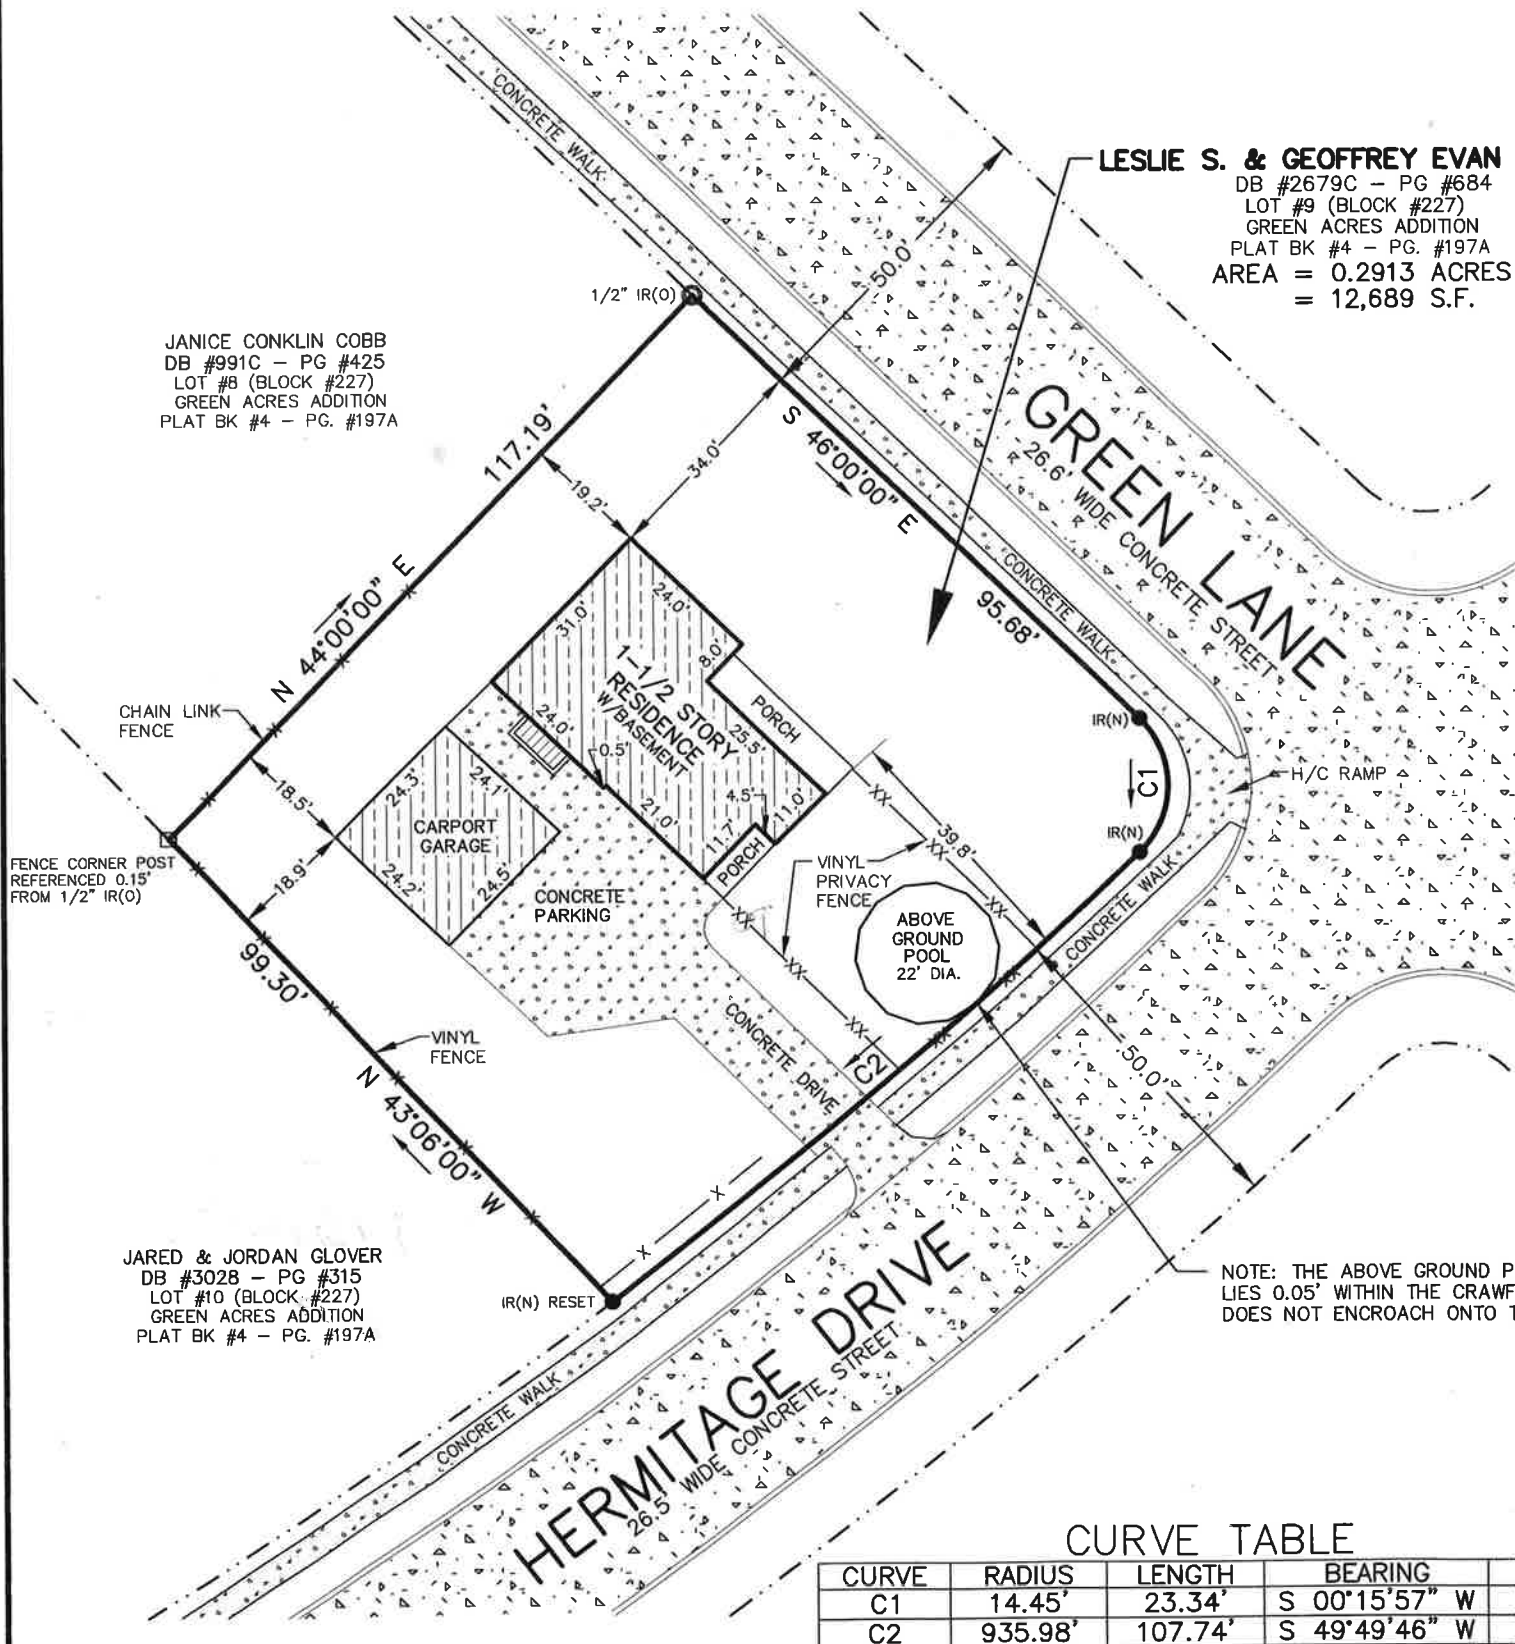 CONCRETE WALK
LESLIE S. & GEOFFREY EVAN
DB #2679C – PG #684
LOT #9 (BLOCK #227)
GREEN ACRES ADDITION
PLAT BK #4 – PG. #197A
AREA = 0.2913 ACRES
= 12,689 S.F.
50.0'
1/2" IR(O)
JANICE CONKLIN COBB
DB #991C – PG #425
LOT #8 (BLOCK #227)
GREEN ACRES ADDITION
PLAT BK #4 – PG. #197A
117.19'
N 44°00'00" E
19.2'
34.0'
S 46°00'00" E
95.68'
GREEN LANE
26.6' WIDE CONCRETE STREET
CONCRETE WALK
24.0'
31.0'
8.0'
1–1/2 STORY
RESIDENCE
W/BASEMENT
PORCH
25.5'
24.0'
0.5'
21.0'
4.5'
11.0'
11.7'
PORCH
CHAIN LINK
FENCE
18.5'
24.3'
24.1'
CARPORT
GARAGE
24.2'
24.5'
18.9'
FENCE CORNER POST
REFERENCED 0.15'
FROM 1/2" IR(O)
CONCRETE
PARKING
VINYL
PRIVACY
FENCE
XX
XX
39.8'
IR(N)
C1
IR(N)
H/C RAMP
CONCRETE WALK
ABOVE
GROUND
POOL
22' DIA.
XX
XX
XX
XX
XX
C2
CONCRETE DRIVE
50.0'
99.30'
VINYL
FENCE
N 43°06'00" W
X
X
IR(N) RESET
JARED & JORDAN GLOVER
DB #3028 – PG #315
LOT #10 (BLOCK #227)
GREEN ACRES ADDITION
PLAT BK #4 – PG. #197A
NOTE: THE ABOVE GROUND P
LIES 0.05' WITHIN THE CRAWF
DOES NOT ENCROACH ONTO T
HERMITAGE DRIVE
26.5' WIDE CONCRETE STREET
CONCRETE WALK
CURVE TABLE
CURVE RADIUS LENGTH BEARING
C1 14.45' 23.34' S 00°15'57" W
C2 935.98' 107.74' S 49°49'46" W